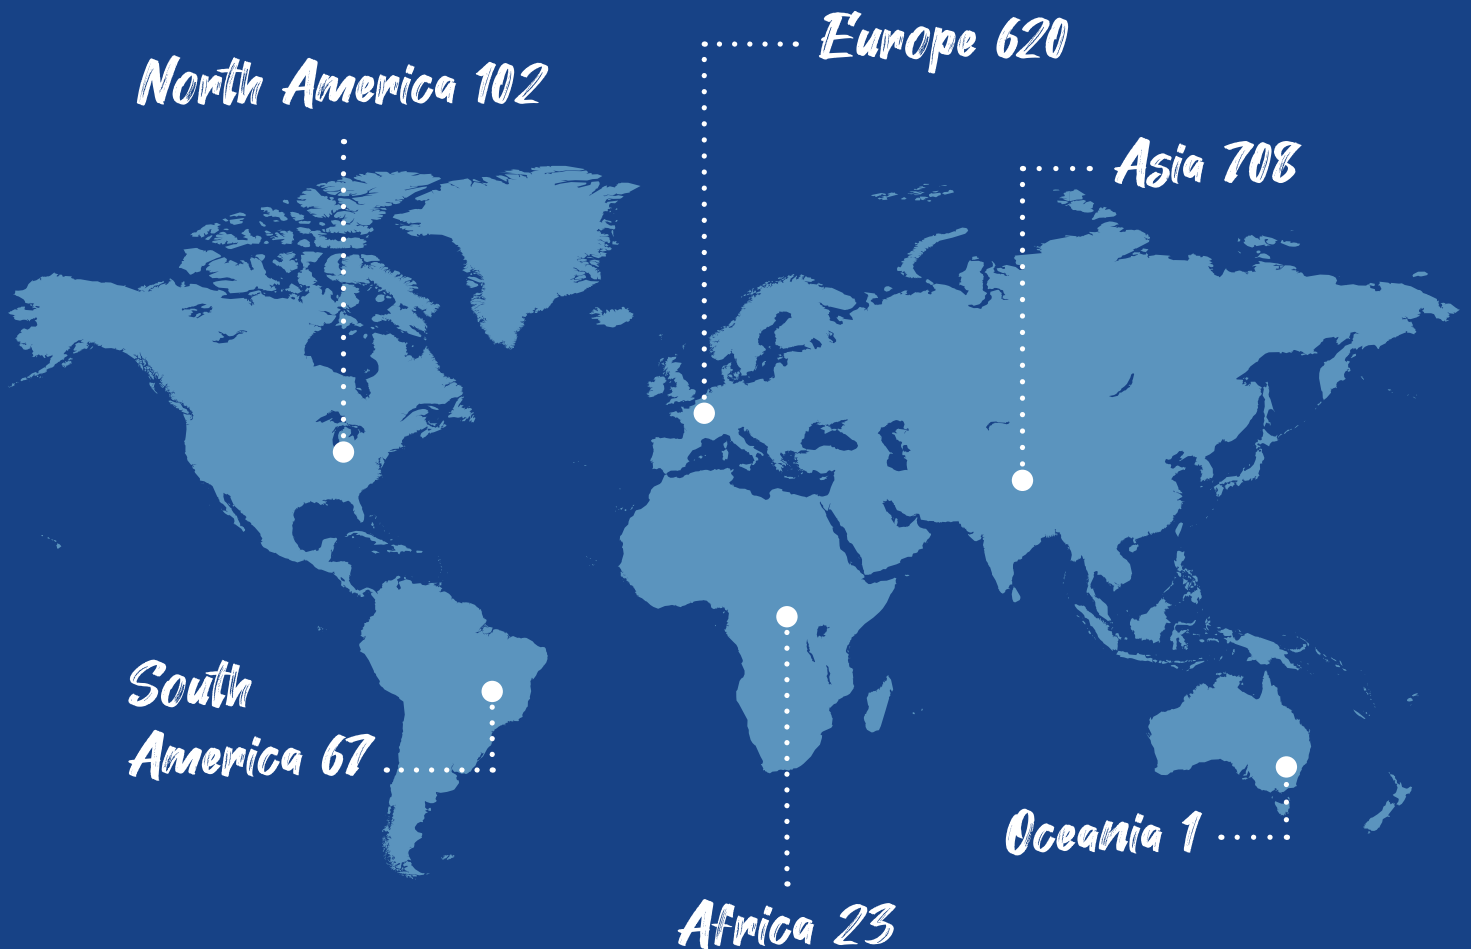 Europe 620
North America 102
Asia 708
South
America 67
Oceania 1
Africa 23